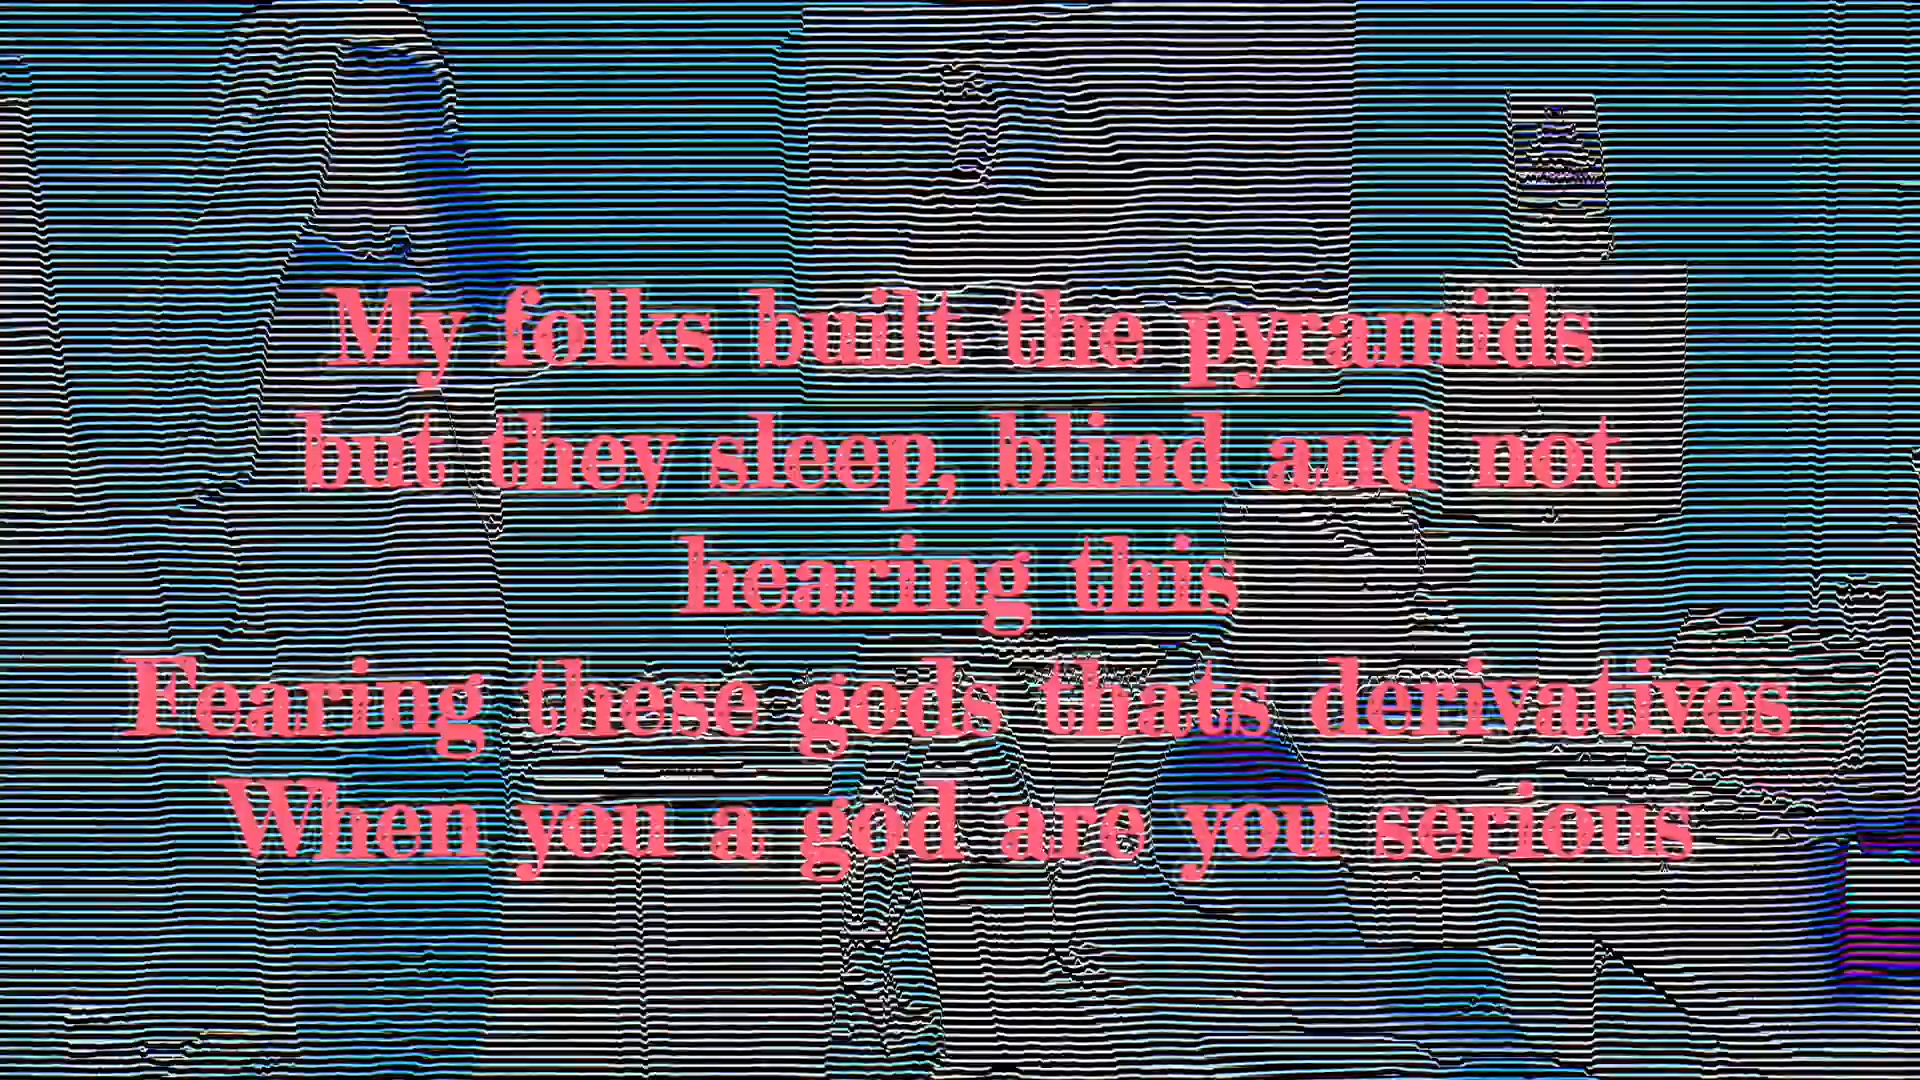 My folks built the pyramids
but they sleep, blind and not
hearing this
Fearing these gods thats derivatives
When you a god are you serious